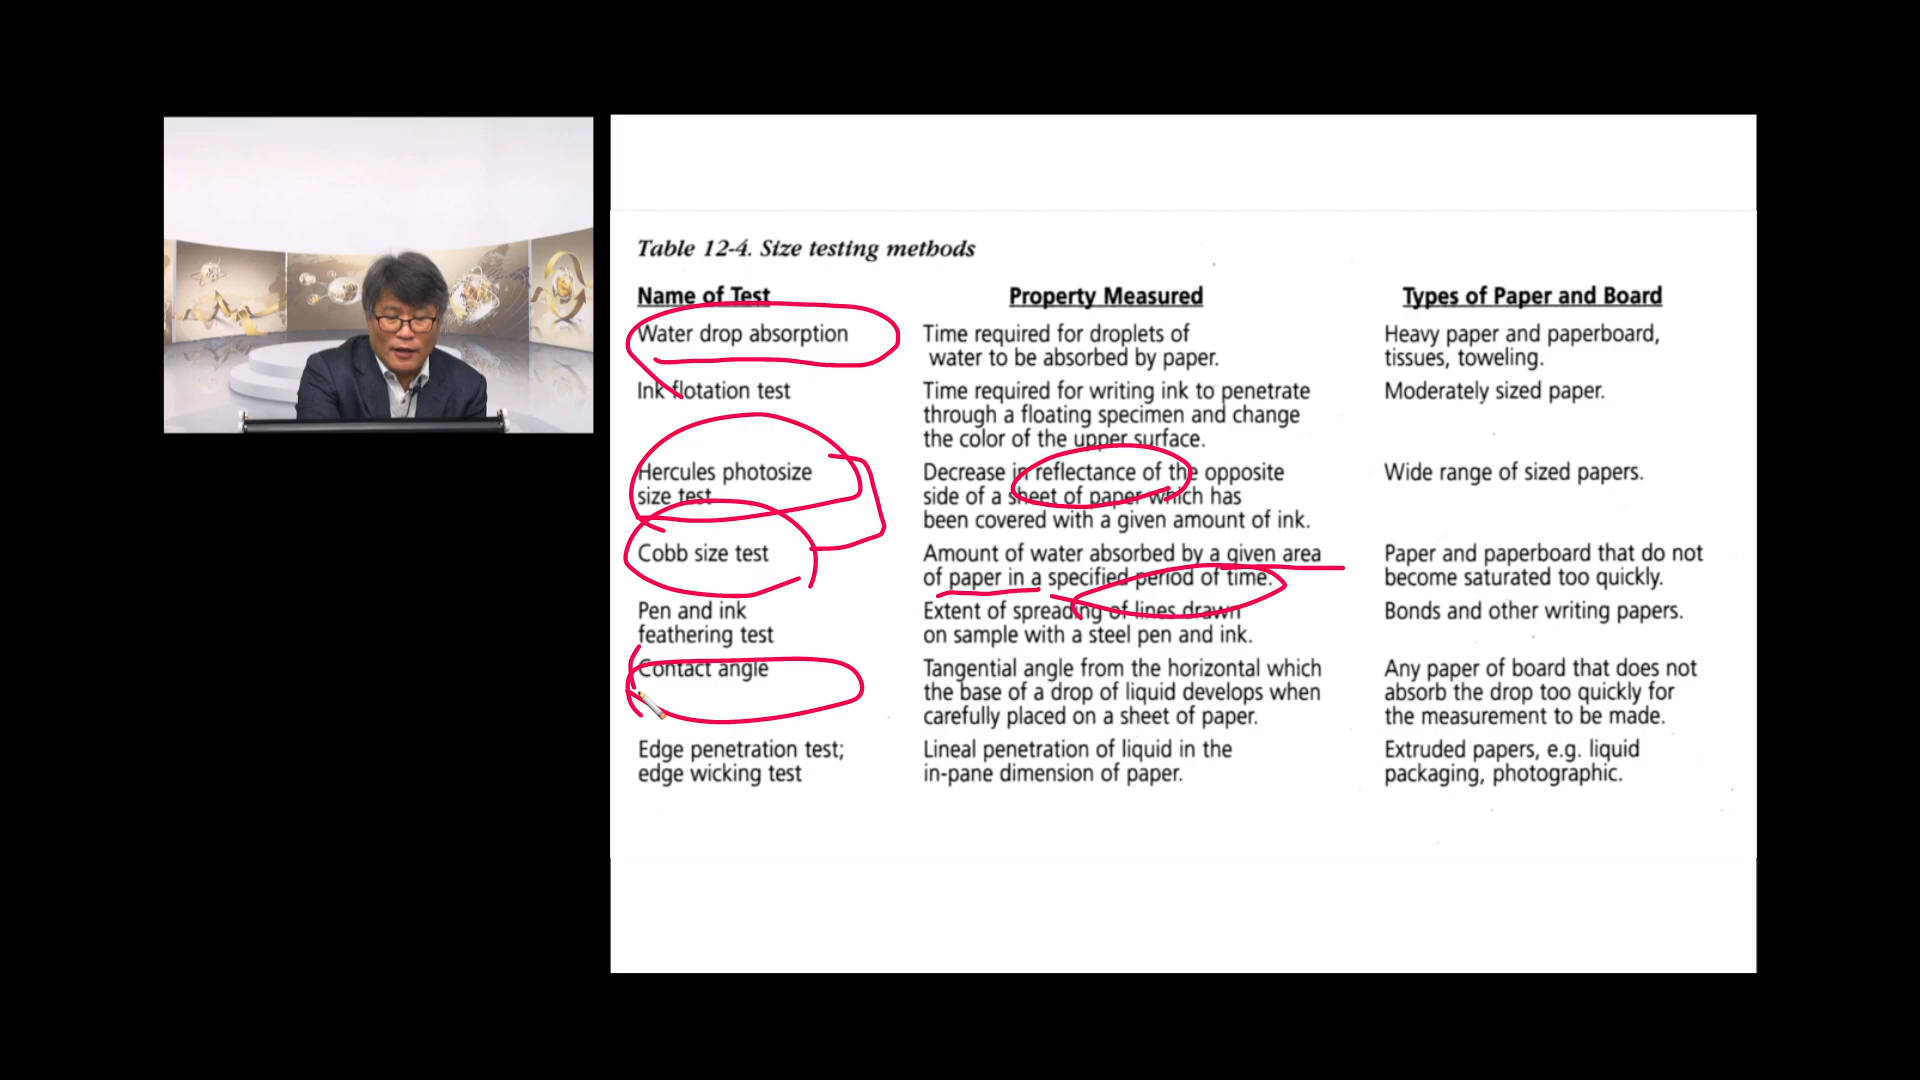 Table 12-4. Size testing methods
Name of Test Property Measured Types of Paper and Board
Water drop absorption Time required for droplets of Heavy paper and paperboard,
water to be absorbed by paper. tissues, toweling.
Ink flotation test Time required for writing ink to penetrate Moderately sized paper.
through a floating specimen and change
the color of the upper surface.
Hercules photosize Decrease in reflectance of the opposite Wide range of sized papers.
size test side of a sheet of paper which has
been covered with a given amount of ink.
Cobb size test Amount of water absorbed by a given area Paper and paperboard that do not
of paper in a specified period of time. become saturated too quickly.
Pen and ink Extent of spreading of lines drawn Bonds and other writing papers.
feathering test on sample with a steel pen and ink.
Contact angle Tangential angle from the horizontal which Any paper of board that does not
the base of a drop of liquid develops when absorb the drop too quickly for
carefully placed on a sheet of paper. the measurement to be made.
Edge penetration test; Lineal penetration of liquid in the Extruded papers, e.g. liquid
edge wicking test in-pane dimension of paper. packaging, photographic.